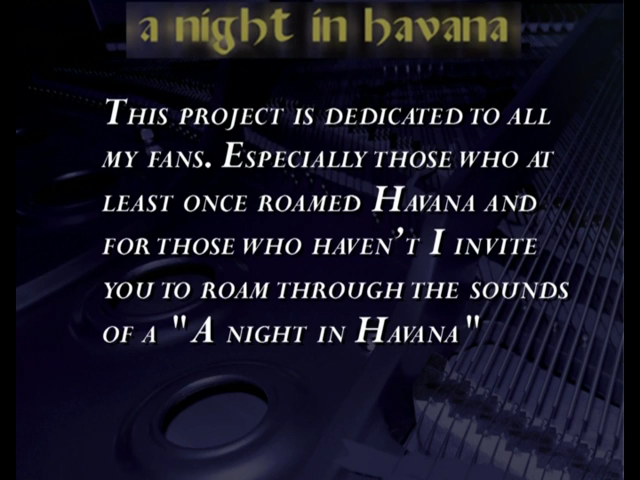 a night in havana
This project is dedicated to all
my fans. Especially those who at
least once roamed Havana and
for those who haven't I invite
you to roam through the sounds
of a "A night in Havana"